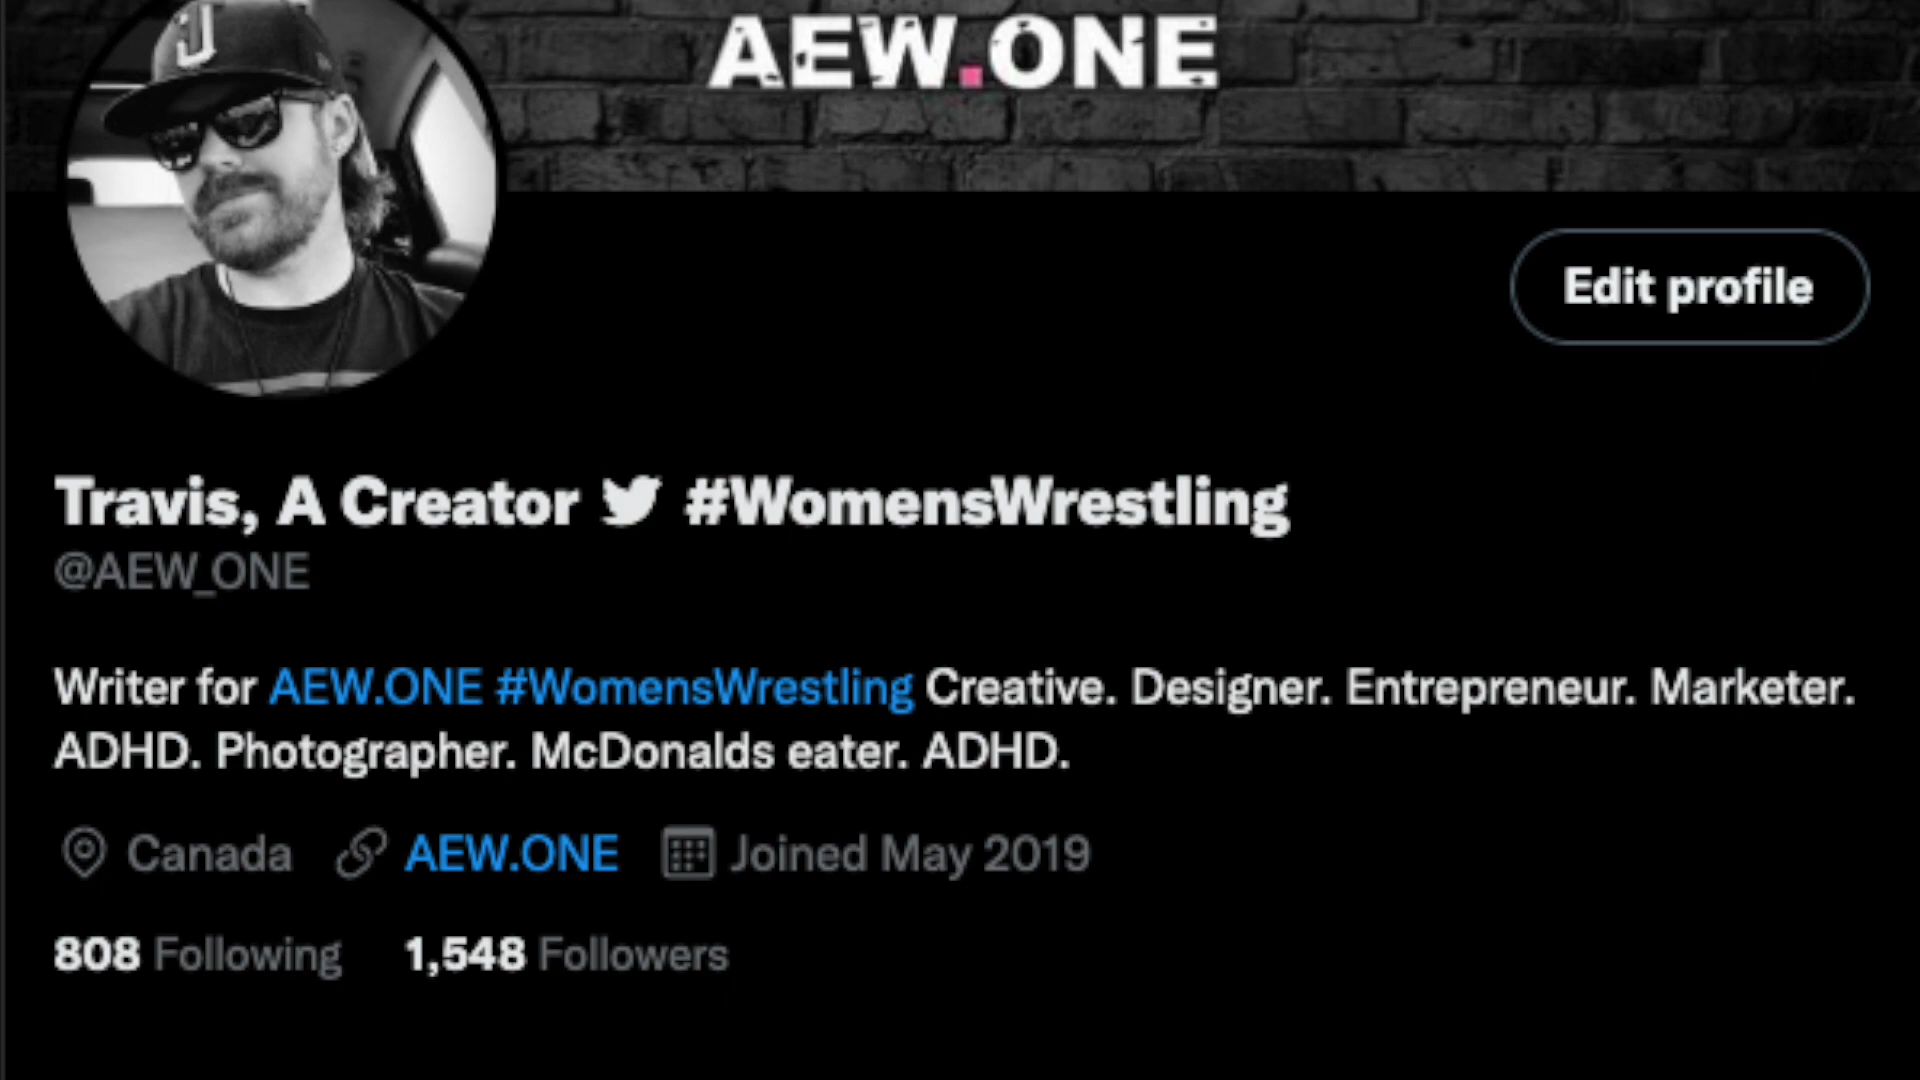 AEW.ONE
J
Edit profile
Travis, A Creator #WomensWrestling
@AEW_ONE
Writer for AEW.ONE #WomensWrestling Creative. Designer. Entrepreneur. Marketer.
ADHD. Photographer. McDonalds eater. ADHD.
Canada AEW.ONE Joined May 2019
808 Following 1,548 Followers